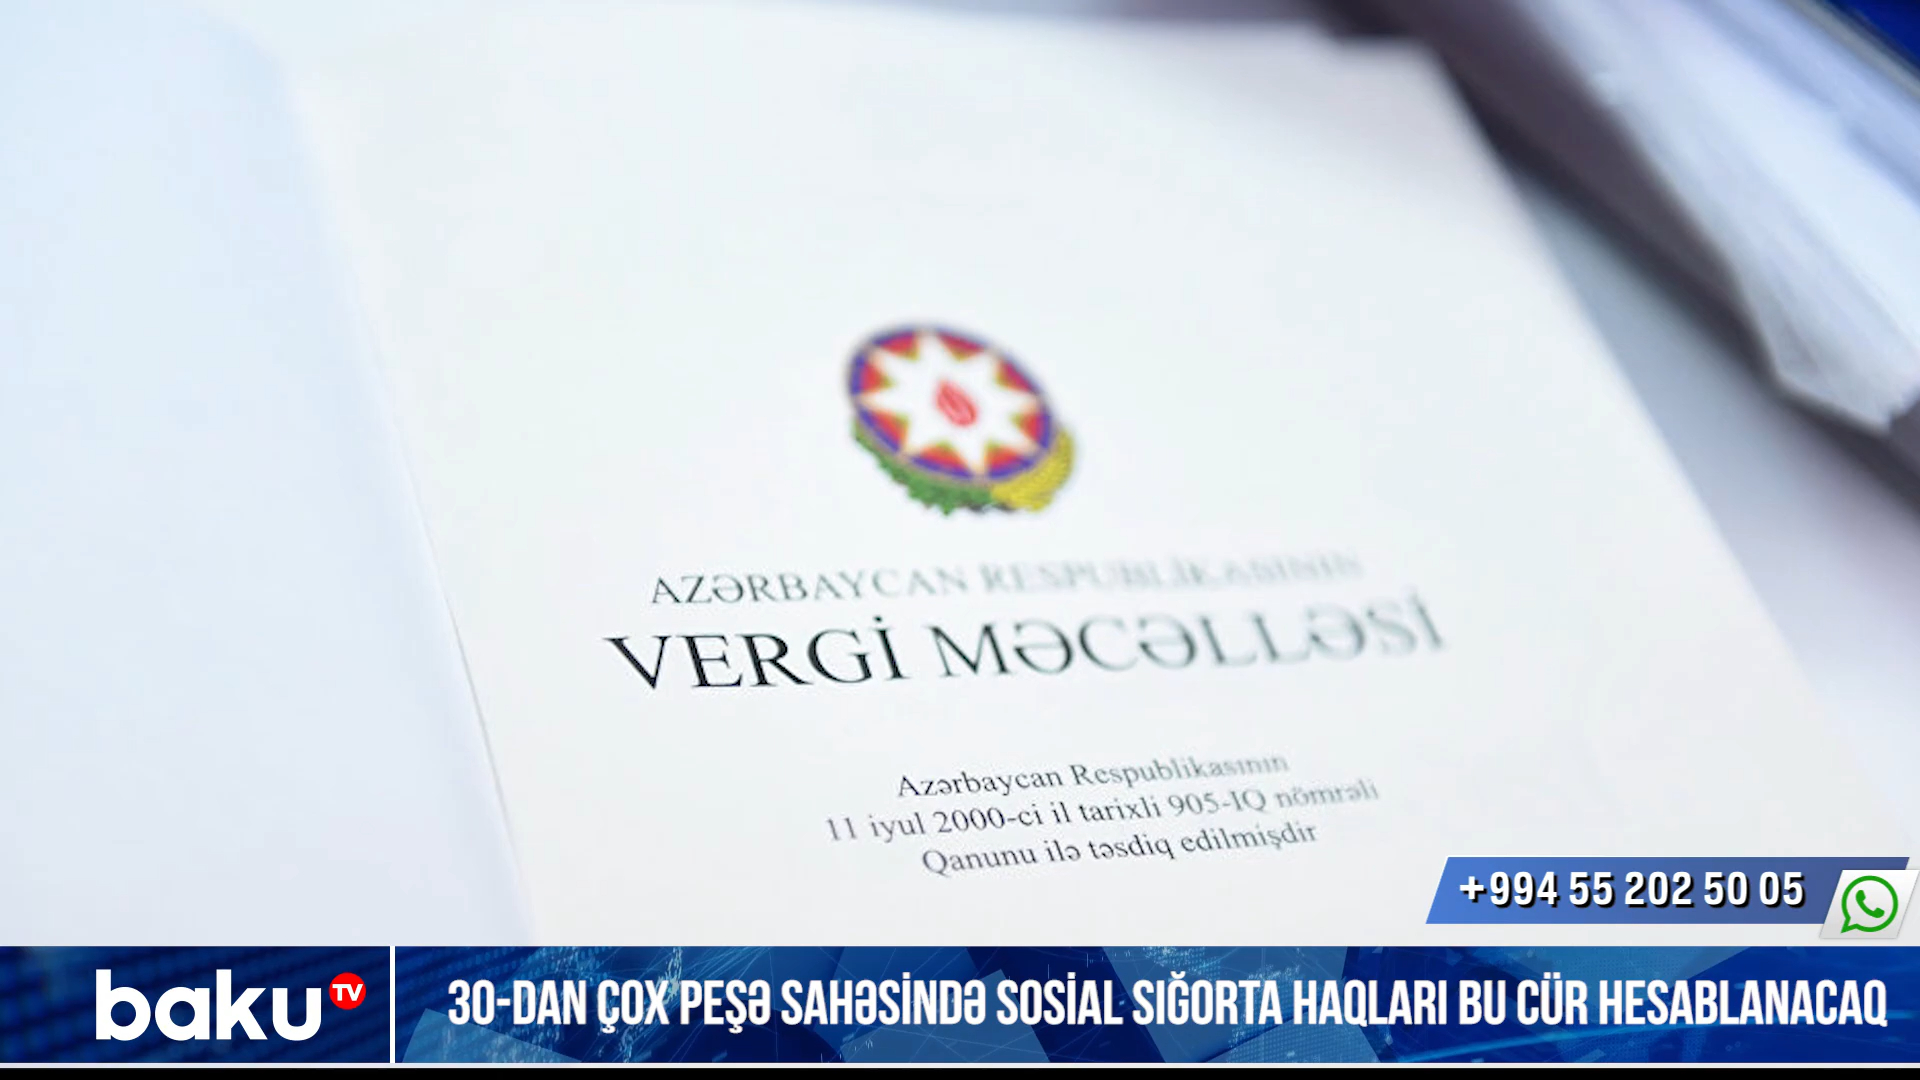 AZƏRBAYCAN RESPUBLİKASININ
VERGİ MƏCƏLLƏSİ
Azərbaycan Respublikasının
11 iyul 2000-ci il tarixli 905-IQ nömrəli
Qanunu ilə təsdiq edilmişdir
+994 55 202 50 05
baku TV
30-DAN ÇOX PEŞƏ SAHƏSİNDƏ SOSİAL SIĞORTA HAQLARI BU CÜR HESABLANACAQ